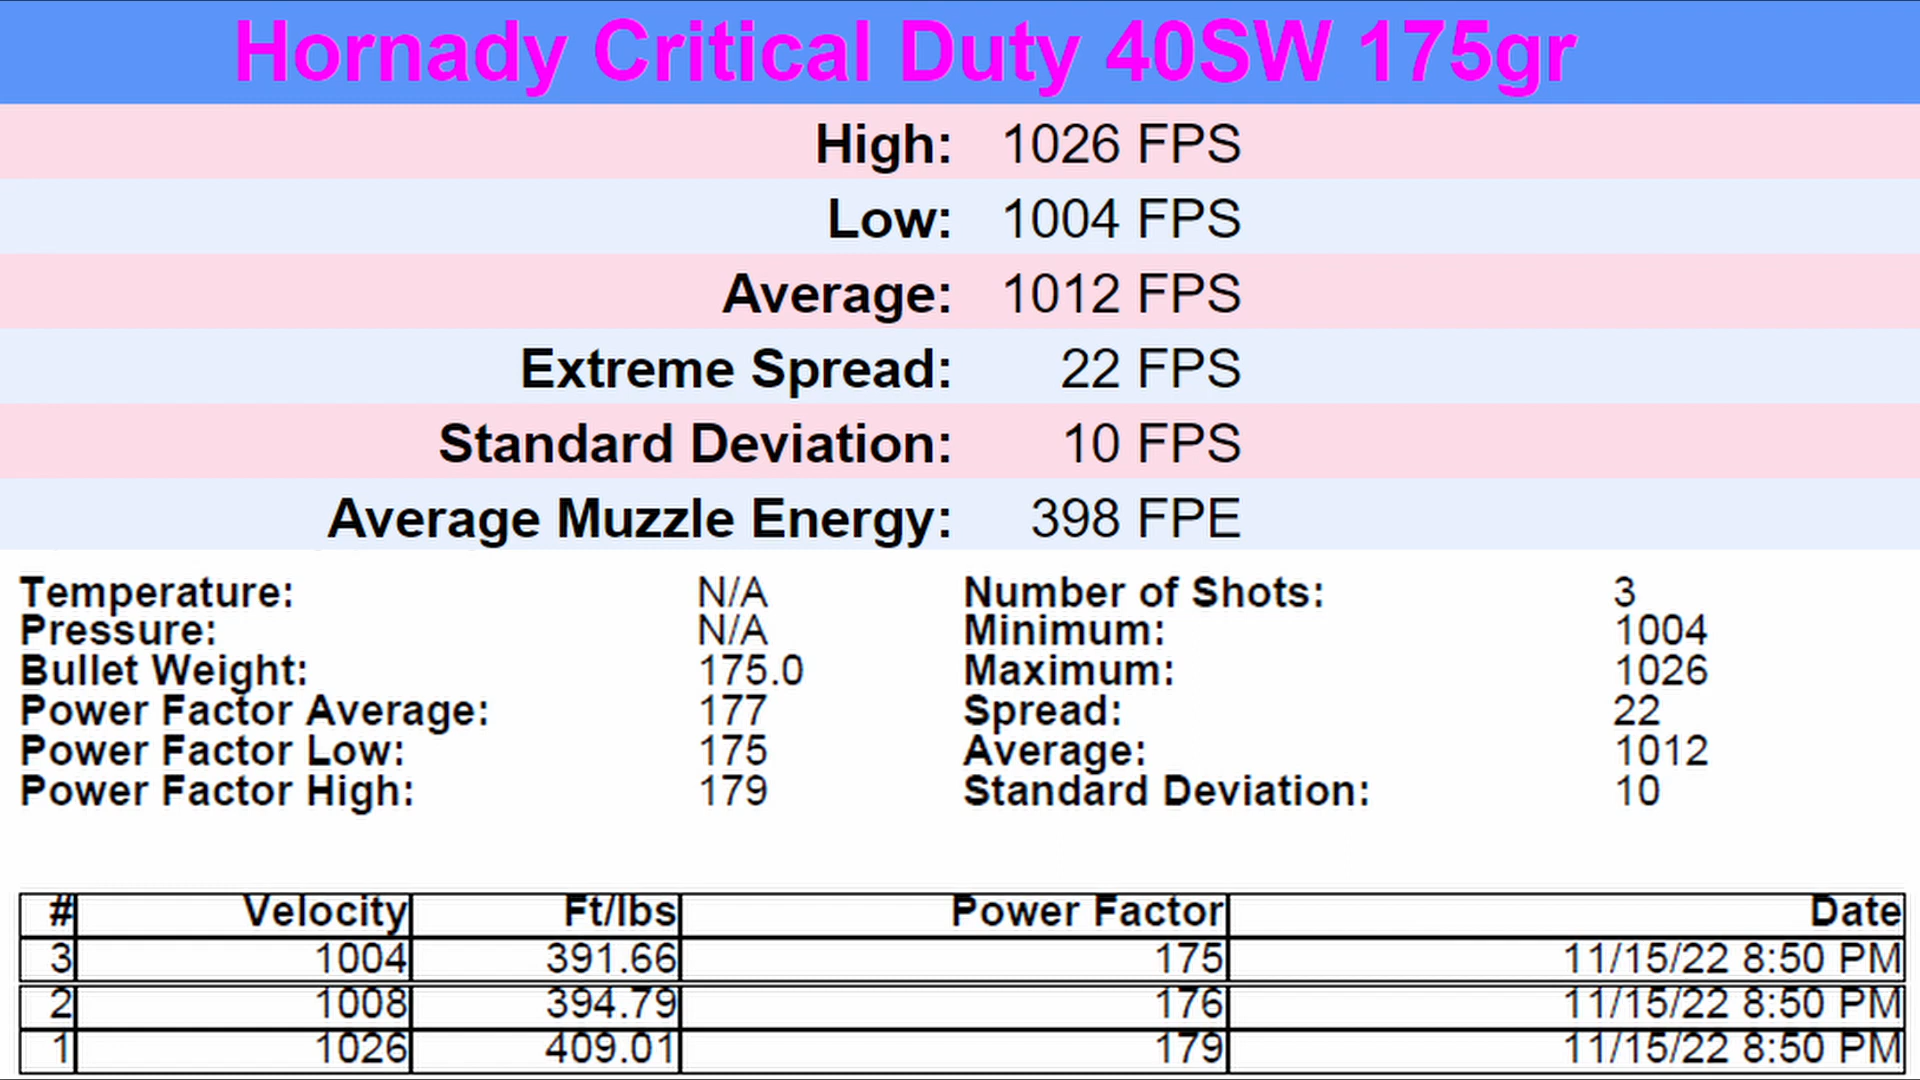 Hornady Critical Duty 40SW 175gr
High: 1026 FPS
Low: 1004 FPS
Average: 1012 FPS
Extreme Spread: 22 FPS
Standard Deviation: 10 FPS
Average Muzzle Energy: 398 FPE
Temperature: N/A Number of Shots: 3
Pressure: N/A Minimum: 1004
Bullet Weight: 175.0 Maximum: 1026
Power Factor Average: 177 Spread: 22
Power Factor Low: 175 Average: 1012
Power Factor High: 179 Standard Deviation: 10
# Velocity Ft/lbs Power Factor Date
3 1004 391.66 175 11/15/22 8:50 PM
2 1008 394.79 176 11/15/22 8:50 PM
1 1026 409.01 179 11/15/22 8:50 PM